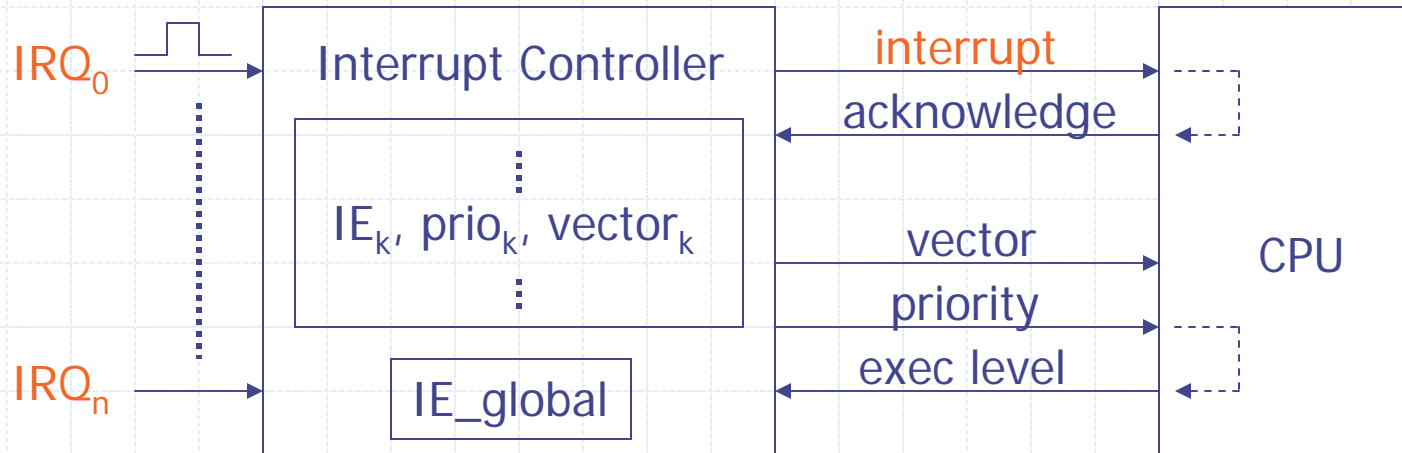 IRQ₀
Interrupt Controller
interrupt
acknowledge
IEₖ, prioₖ, vectorₖ
vector
CPU
priority
exec level
IRQₙ
IE_global